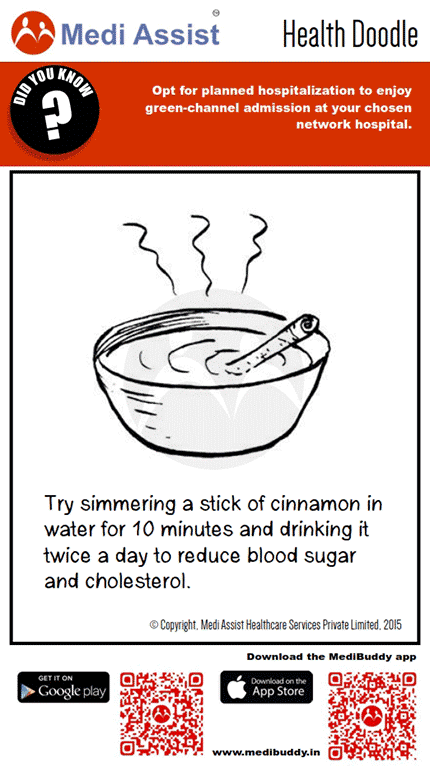 Medi Assist
Health Doodle
DID YOU KNOW
?
Opt for planned hospitalization to enjoy
green-channel admission at your chosen
network hospital.
Try simmering a stick of cinnamon in
water for 10 minutes and drinking it
twice a day to reduce blood sugar
and cholesterol.
© Copyright, Medi Assist Healthcare Services Private Limited, 2015
Download the MediBuddy app
GET IT ON
Google play
Download on the
App Store
www.medibuddy.in